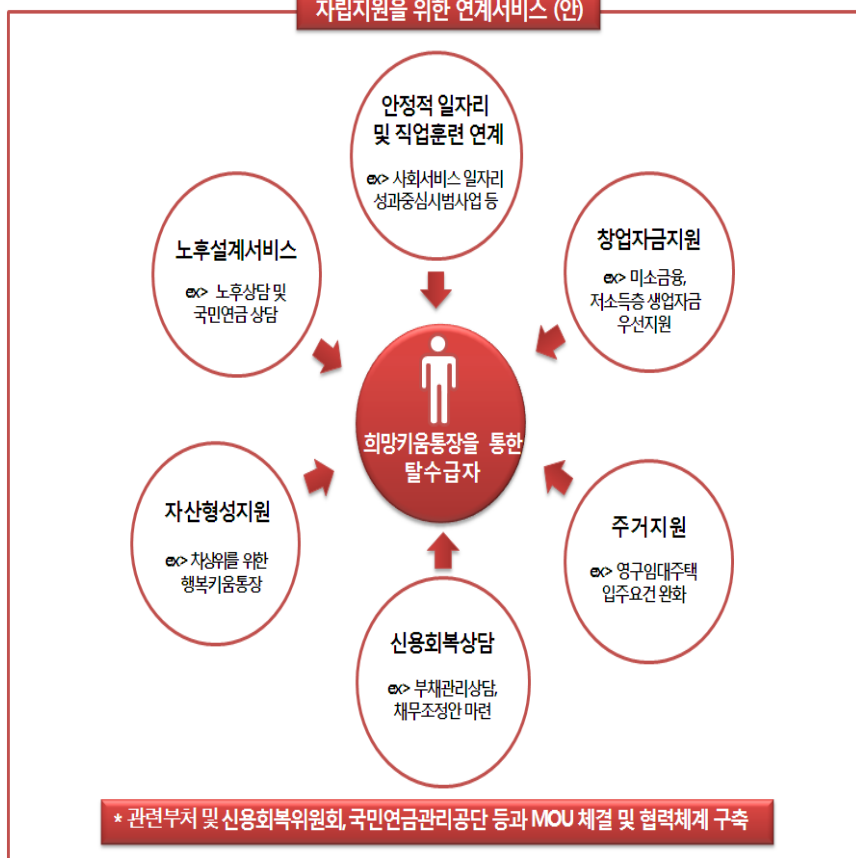 자립지원을 위한 연계서비스 (안)
안정적 일자리
및 직업훈련 연계
ex> 사회서비스 일자리
성과중심시범사업 등
노후설계서비스
ex> 노후상담 및
국민연금 상담
창업자금지원
ex> 미소금융,
저소득층 생업자금
우선지원
희망키움통장을 통한
탈수급자
자산형성지원
ex> 차상위를 위한
행복키움통장
주거지원
ex> 영구임대주택
입주요건 완화
신용회복상담
ex> 부채관리상담,
채무조정안 마련
* 관련부처 및 신용회복위원회, 국민연금관리공단 등과 MOU 체결 및 협력체계 구축